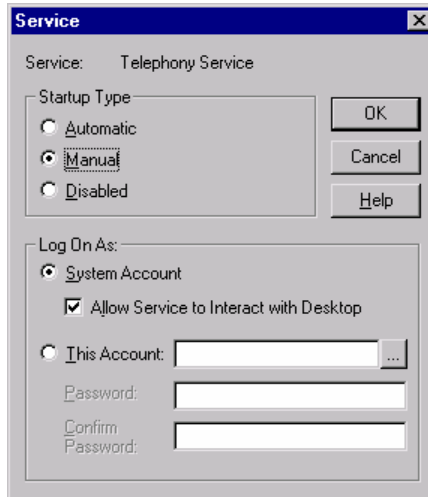 Service
Service: Telephony Service
Startup Type
Automatic
Manual
Disabled
OK
Cancel
Help
Log On As:
System Account
Allow Service to Interact with Desktop
This Account:
...
Password:
Confirm
Password: